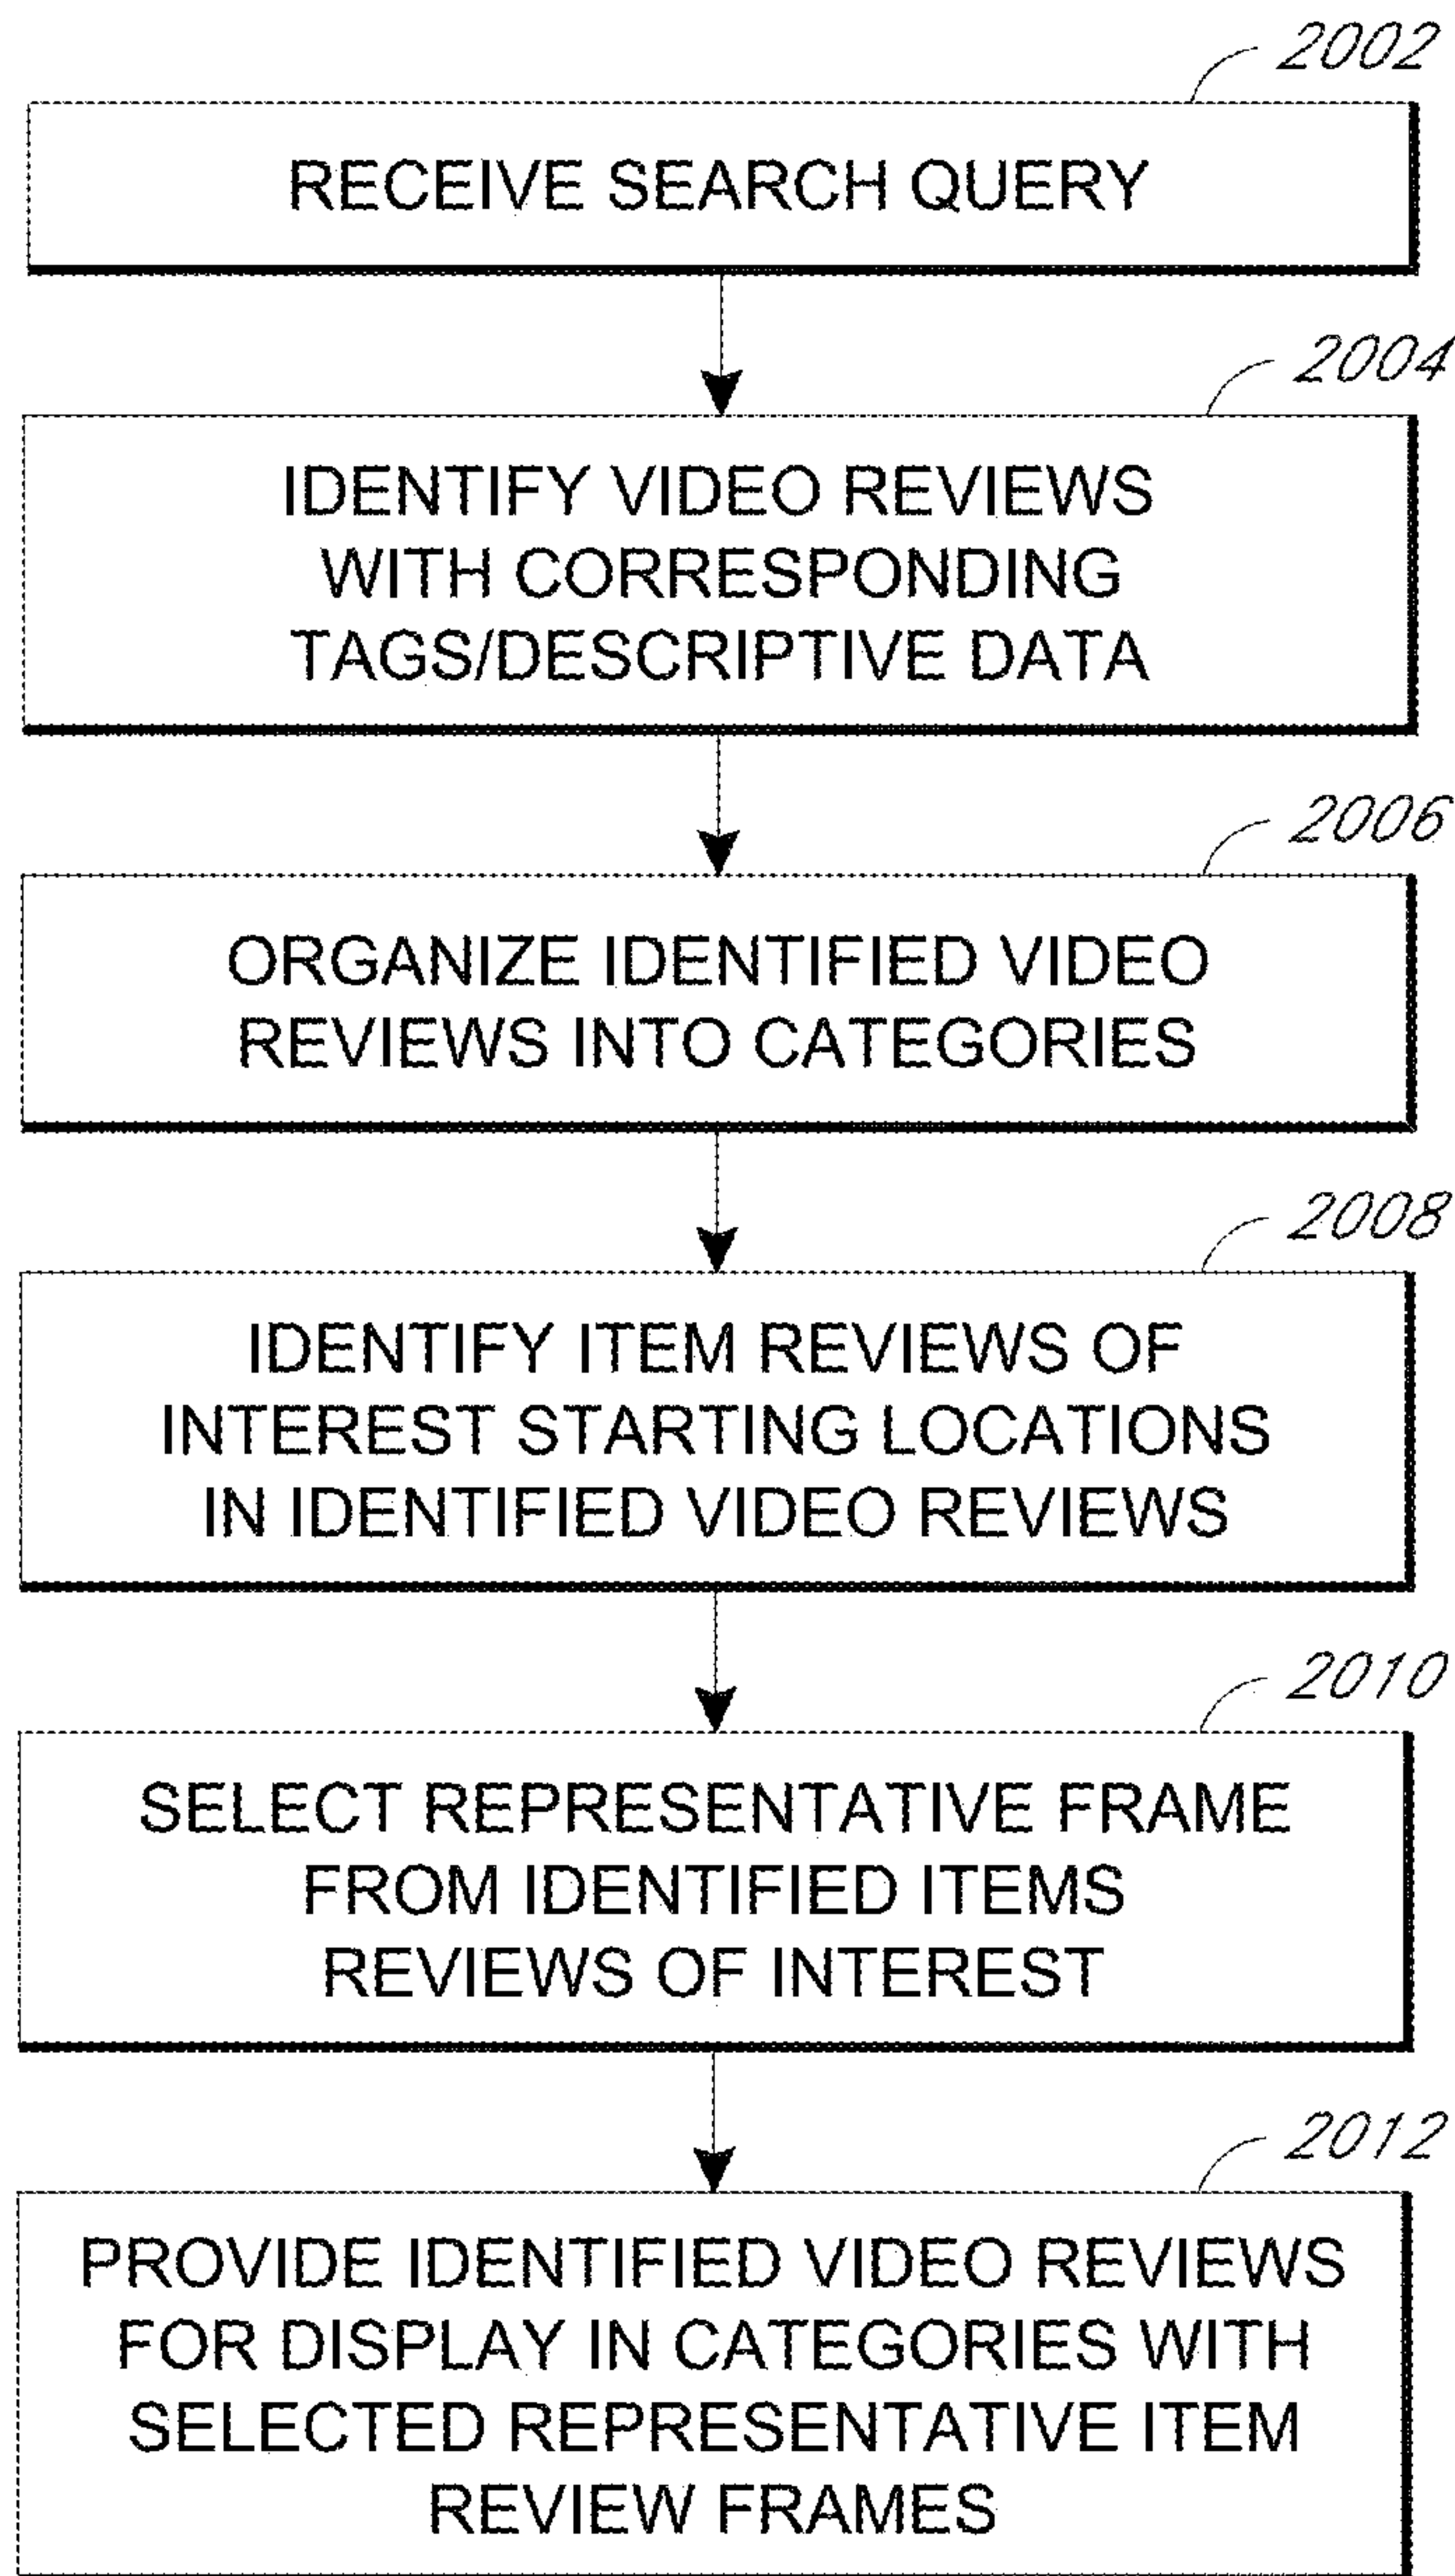 2002
RECEIVE SEARCH QUERY
2004
IDENTIFY VIDEO REVIEWS
WITH CORRESPONDING
TAGS/DESCRIPTIVE DATA
2006
ORGANIZE IDENTIFIED VIDEO
REVIEWS INTO CATEGORIES
2008
IDENTIFY ITEM REVIEWS OF
INTEREST STARTING LOCATIONS
IN IDENTIFIED VIDEO REVIEWS
2010
SELECT REPRESENTATIVE FRAME
FROM IDENTIFIED ITEMS
REVIEWS OF INTEREST
2012
PROVIDE IDENTIFIED VIDEO REVIEWS
FOR DISPLAY IN CATEGORIES WITH
SELECTED REPRESENTATIVE ITEM
REVIEW FRAMES